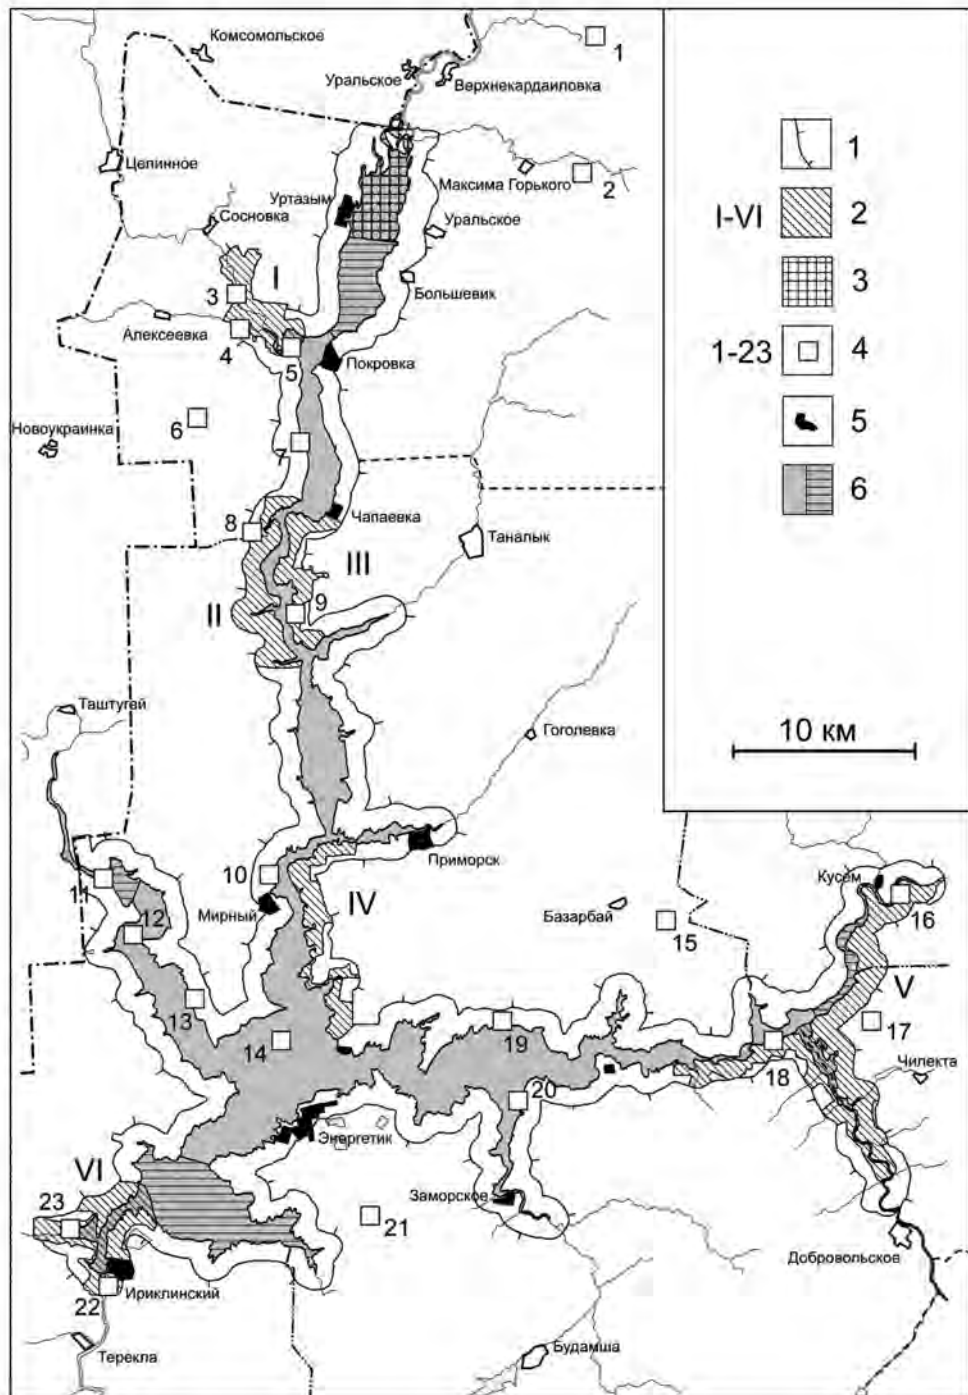 Комсомольское
1
Уральское
Верхнекардаиловка
Целинное
Максима Горького
2
Уртазым
Сосновка
Уральское
I
3
Большевик
Алексеевка
4
5
Покровка
6
Новоукраинка
7
8
Чапаевка
Таналык
III
9
II
Таштугей
Гоголевка
Приморск
10
11
Мирный
IV
Базарбай
Кусем
16
12
15
V
13
17
14
19
18
Чилекта
20
Энергетик
VI
Заморское
23
21
Добровольское
22
Ириклинский
Терекла
Будамша
1
I-VI 2
3
1-23 4
5
6
10 км